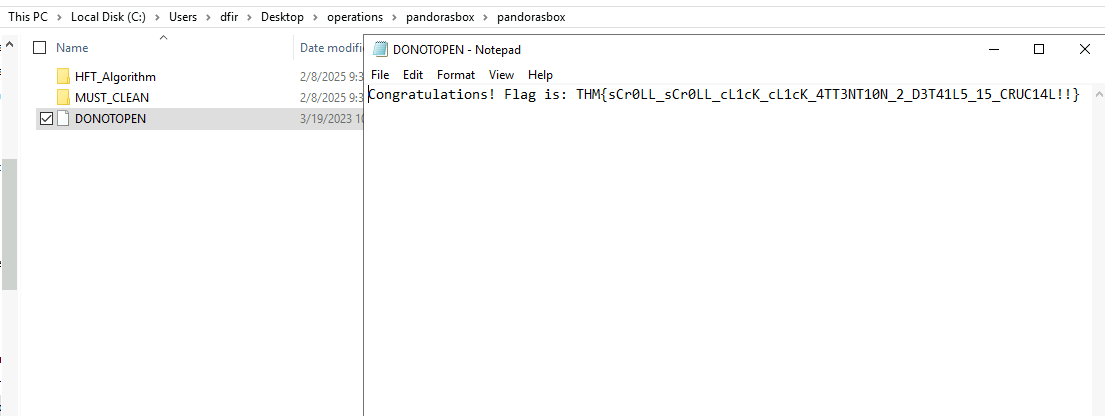 This PC > Local Disk (C:) > Users > dfir > Desktop > operations > pandorasbox > pandorasbox
Name
Date modifi
HFT_Algorithm
2/8/2025 9:3
MUST_CLEAN
2/8/2025 9:3
DONOTOPEN
3/19/2023 10
DONOTOPEN - Notepad
File Edit Format View Help
Congratulations! Flag is: THM{sCr0LL_sCr0LL_cL1cK_cL1cK_4TT3NT10N_2_D3T41L5_15_CRUC14L!!}